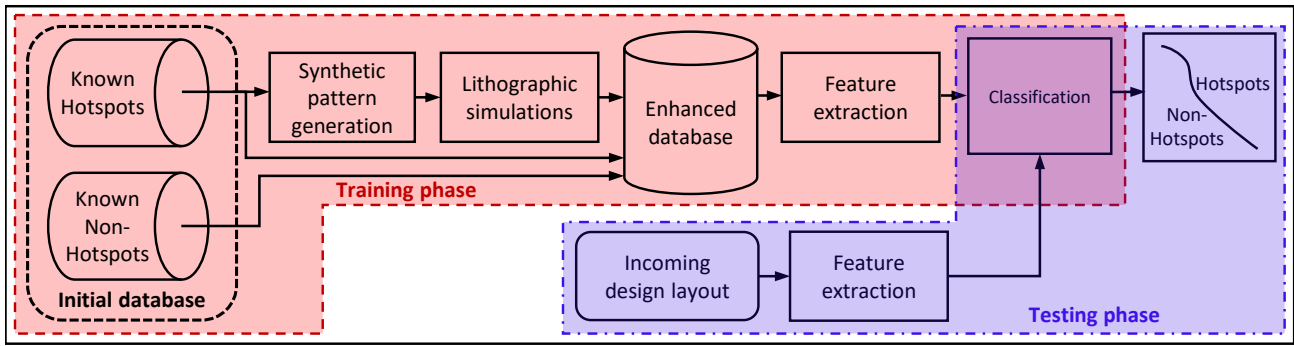 Known
Hotspots
Synthetic
pattern
generation
Lithographic
simulations
Enhanced
database
Feature
extraction
Classification
Hotspots
Non-
Hotspots
Training phase
Known
Non-
Hotspots
Initial database
Incoming
design layout
Feature
extraction
Testing phase